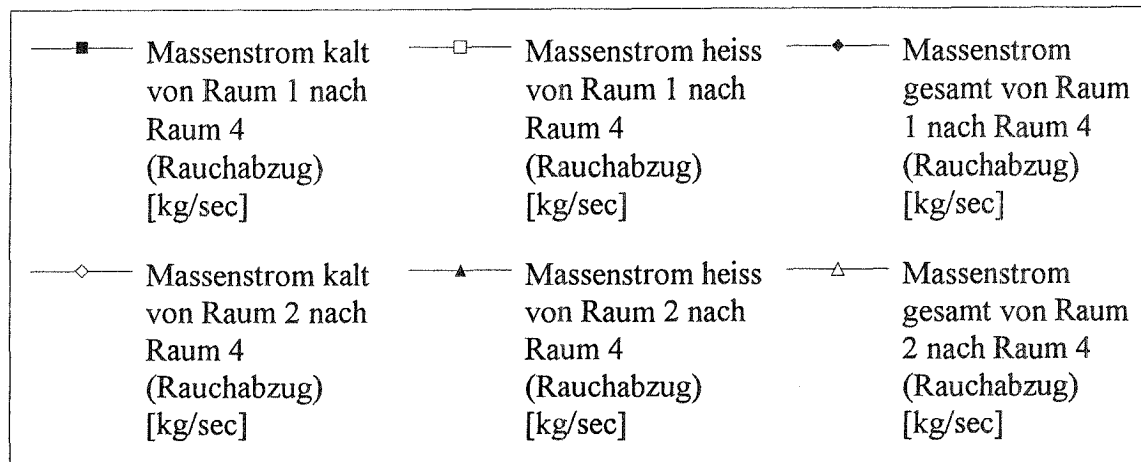 Massenstrom kalt
von Raum 1 nach
Raum 4
(Rauchabzug)
[kg/sec]
Massenstrom heiss
von Raum 1 nach
Raum 4
(Rauchabzug)
[kg/sec]
Massenstrom
gesamt von Raum
1 nach Raum 4
(Rauchabzug)
[kg/sec]
Massenstrom kalt
von Raum 2 nach
Raum 4
(Rauchabzug)
[kg/sec]
Massenstrom heiss
von Raum 2 nach
Raum 4
(Rauchabzug)
[kg/sec]
Massenstrom
gesamt von Raum
2 nach Raum 4
(Rauchabzug)
[kg/sec]